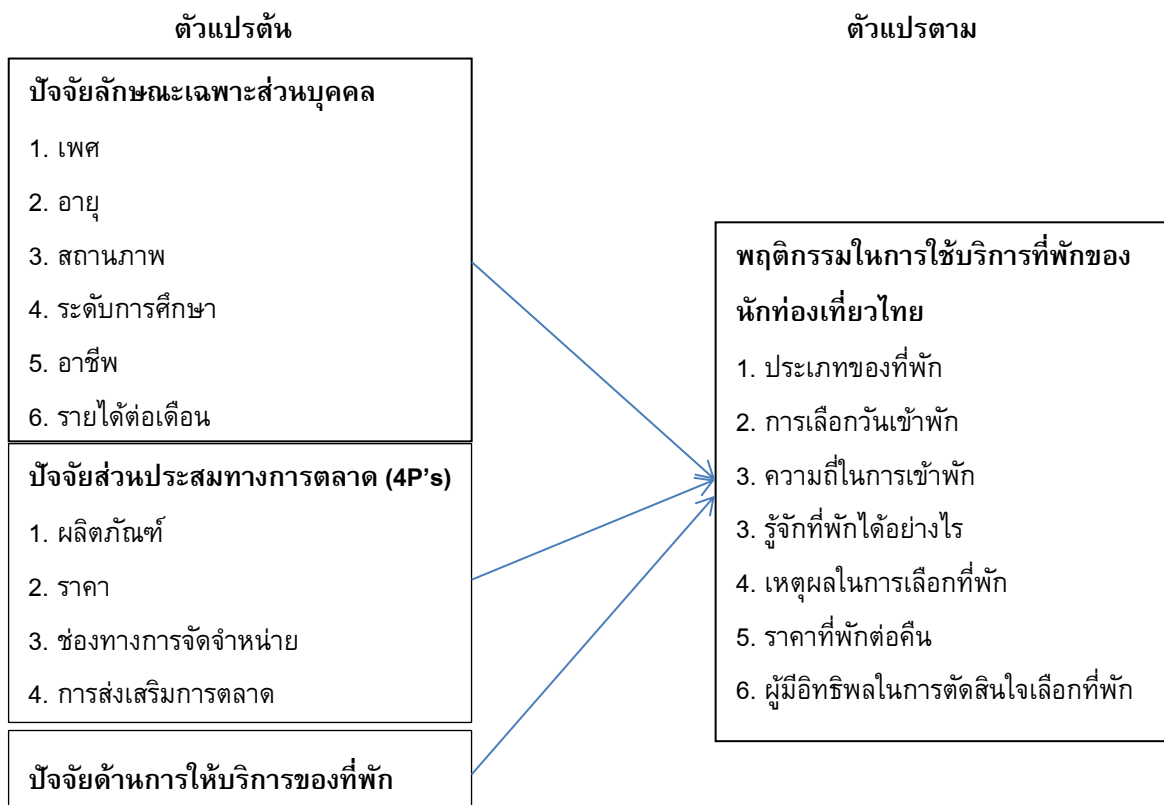 ตัวแปรต้น
ตัวแปรตาม
ปัจจัยลักษณะเฉพาะส่วนบุคคล
1. เพศ
2. อายุ
3. สถานภาพ
4. ระดับการศึกษา
5. อาชีพ
6. รายได้ต่อเดือน
ปัจจัยส่วนประสมทางการตลาด (4P's)
1. ผลิตภัณฑ์
2. ราคา
3. ช่องทางการจัดจำหน่าย
4. การส่งเสริมการตลาด
ปัจจัยด้านการให้บริการของที่พัก
พฤติกรรมในการใช้บริการที่พักของ
นักท่องเที่ยวไทย
1. ประเภทของที่พัก
2. การเลือกวันเข้าพัก
3. ความถี่ในการเข้าพัก
3. รู้จักที่พักได้อย่างไร
4. เหตุผลในการเลือกที่พัก
5. ราคาที่พักต่อคืน
6. ผู้มีอิทธิพลในการตัดสินใจเลือกที่พัก